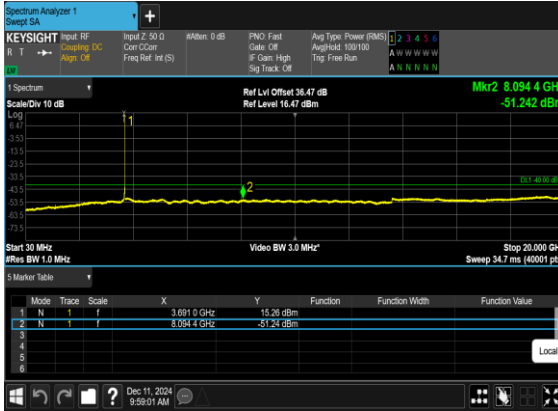 Spectrum Analyzer 1
Swept SA
+
KEYSIGHT Input: RF Input Z: 50 Ω #Atten: 0 dB PNO: Fast Avg Type: Power (RMS) 1 2 3 4 5 6
R T Coupling: DC Corr CCorr Gate: Off Avg|Hold: 100/100 A W W W W W
Align: Off Freq Ref: Int (S) IF Gain: High Trig: Free Run
Sig Track: Off A N N N N N
1 Spectrum
Ref Lvl Offset 36.47 dB Mkr2 8.094 4 GH
Scale/Div 10 dB Ref Level 16.47 dBm -51.242 dB
Log
6.47
-3.53
-13.5
-23.5
-33.5
-43.5
-53.5
-63.5
-73.5
1
2
DL1 -40.00 dB
Start 30 MHz Video BW 3.0 MHz* Stop 20.000 GH
#Res BW 1.0 MHz Sweep 34.7 ms (40001 pt
5 Marker Table
Mode Trace Scale X Y Function Function Width Function Value
1 N 1 f 3.691 0 GHz 15.26 dBm
2 N 1 f 8.094 4 GHz -51.24 dBm
3
4
5
6
Local
?
Dec 11, 2024
9:59:01 AM